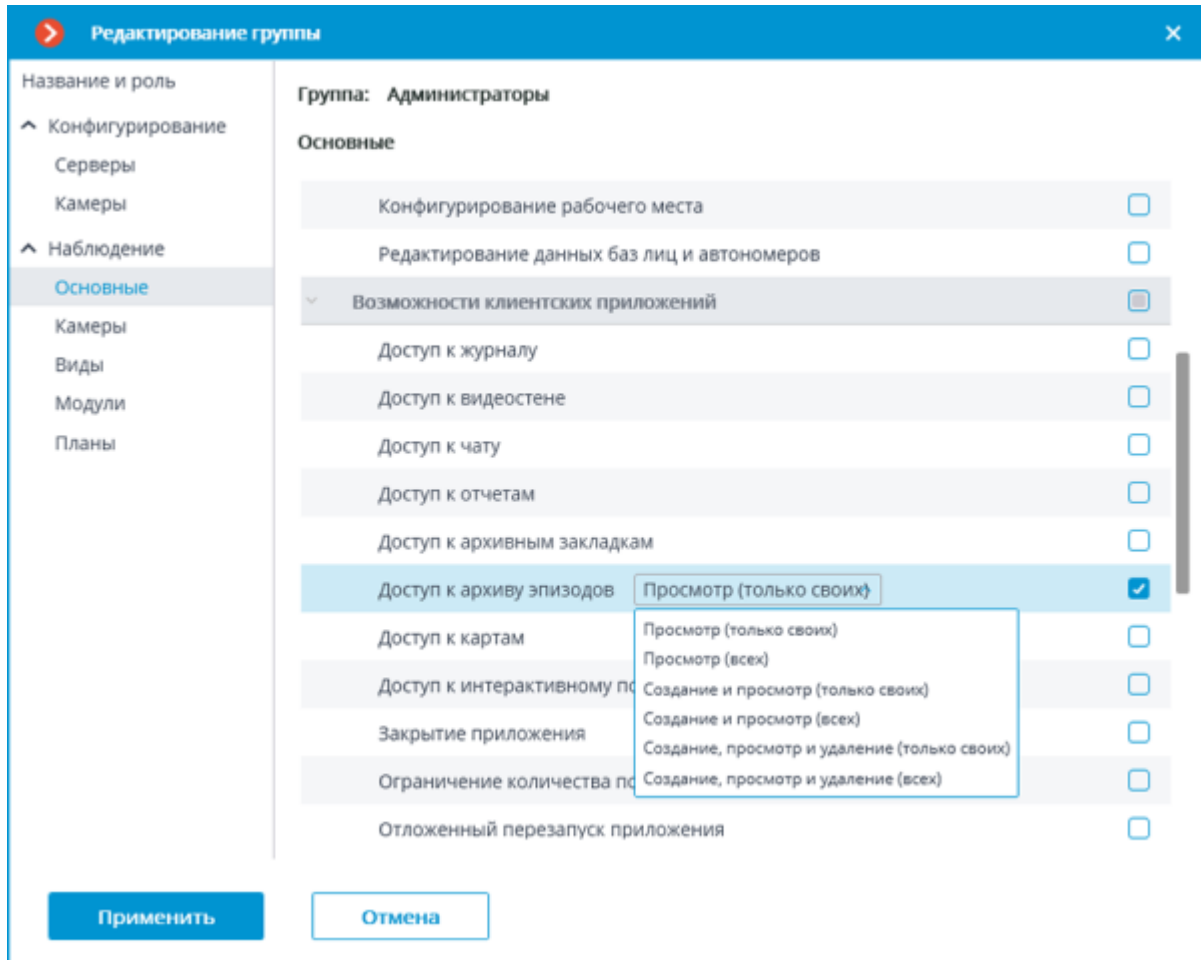 Редактирование группы
Название и роль
Конфигурирование
Серверы
Камеры
Наблюдение
Основные
Камеры
Виды
Модули
Планы
Группа: Администраторы
Основные
Конфигурирование рабочего места
Редактирование данных баз лиц и автономеров
Возможности клиентских приложений
Доступ к журналу
Доступ к видеостене
Доступ к чату
Доступ к отчетам
Доступ к архивным закладкам
Доступ к архиву эпизодов Просмотр (только своих)
Просмотр (только своих)
Просмотр (всех)
Создание и просмотр (только своих)
Создание и просмотр (всех)
Создание, просмотр и удаление (только своих)
Создание, просмотр и удаление (всех)
Доступ к картам
Доступ к интерактивному
Закрытие приложения
Ограничение количества
Отложенный перезапуск приложения
Применить
Отмена